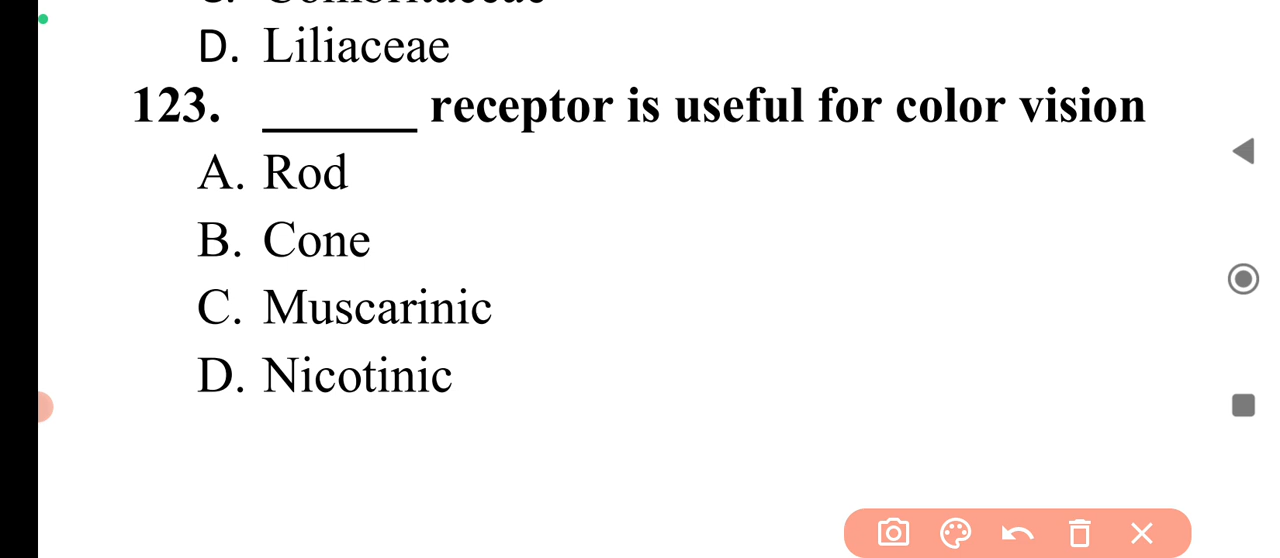 D. Liliaceae
123. ______ receptor is useful for color vision
A. Rod
B. Cone
C. Muscarinic
D. Nicotinic